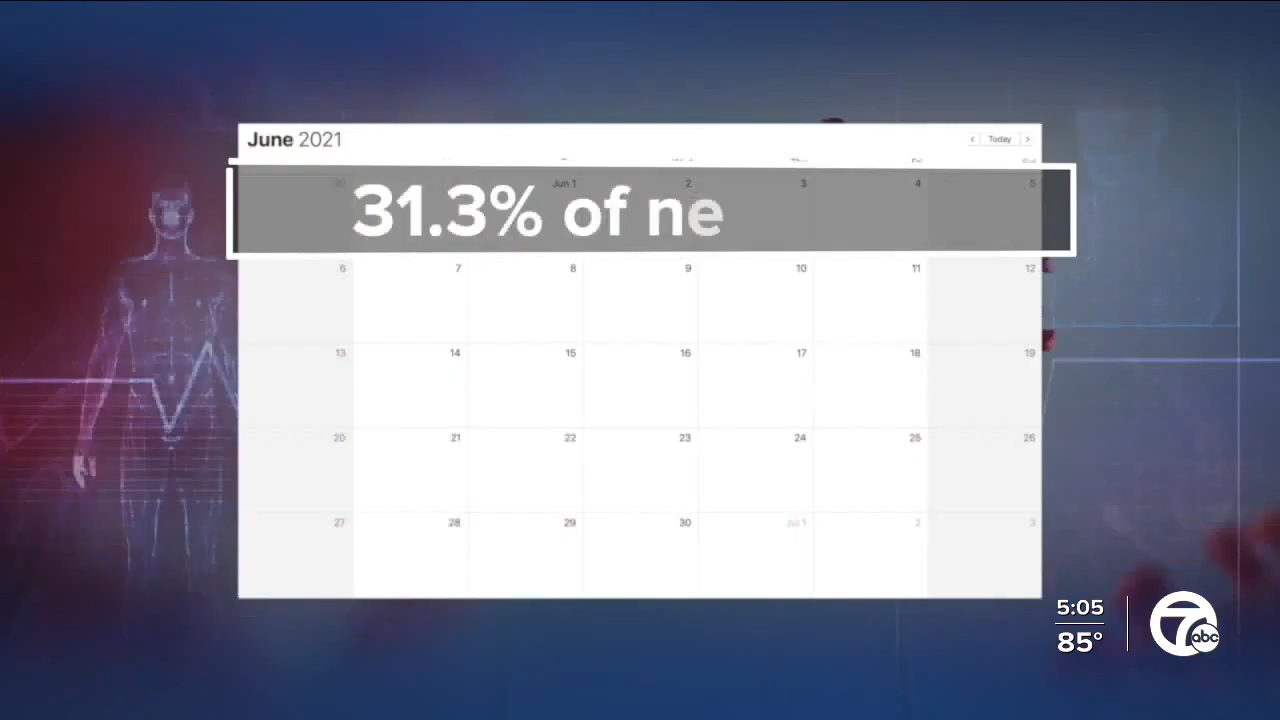 June 2021
< Today >
31.3% of ne
Jun 1 2 3 4 5
6 7 8 9 10 11 12
13 14 15 16 17 18 19
20 21 22 23 24 25 26
27 28 29 30 Jul 1 2 3
5:05
85°
7 abc